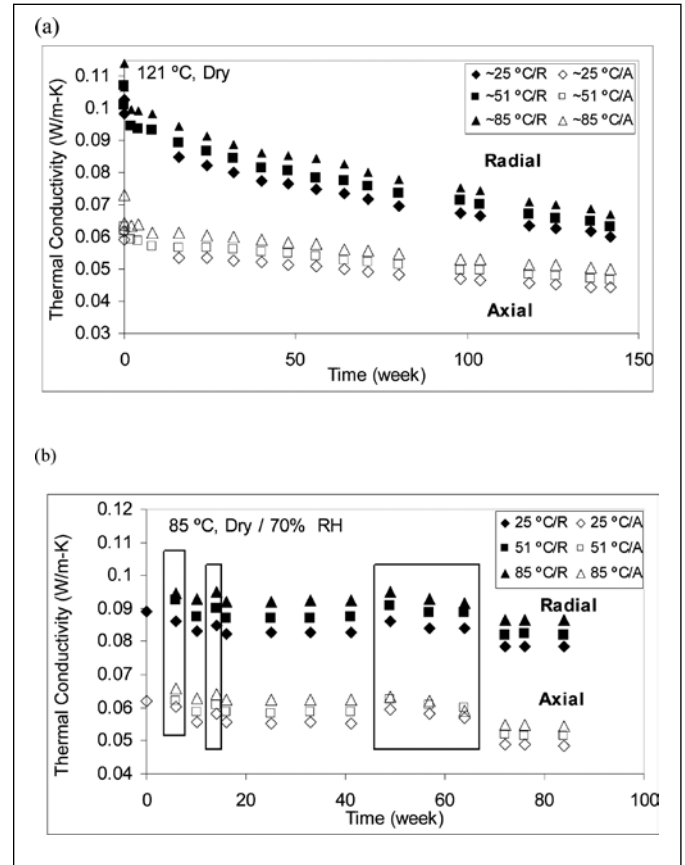 (a)
121 ºC, Dry
~25 ºC/R ~25 ºC/A
~51 ºC/R ~51 ºC/A
~85 ºC/R ~85 ºC/A
Radial
Axial
Thermal Conductivity (W/m-K)
0.11
0.1
0.09
0.08
0.07
0.06
0.05
0.04
0.03
0 50 100 150
Time (week)
(b)
85 ºC, Dry / 70% RH
25 ºC/R 25 ºC/A
51 ºC/R 51 ºC/A
85 ºC/R 85 ºC/A
Radial
Axial
Thermal Conductivity (W/m-K)
0.12
0.11
0.1
0.09
0.08
0.07
0.06
0.05
0.04
0 20 40 60 80 100
Time (week)